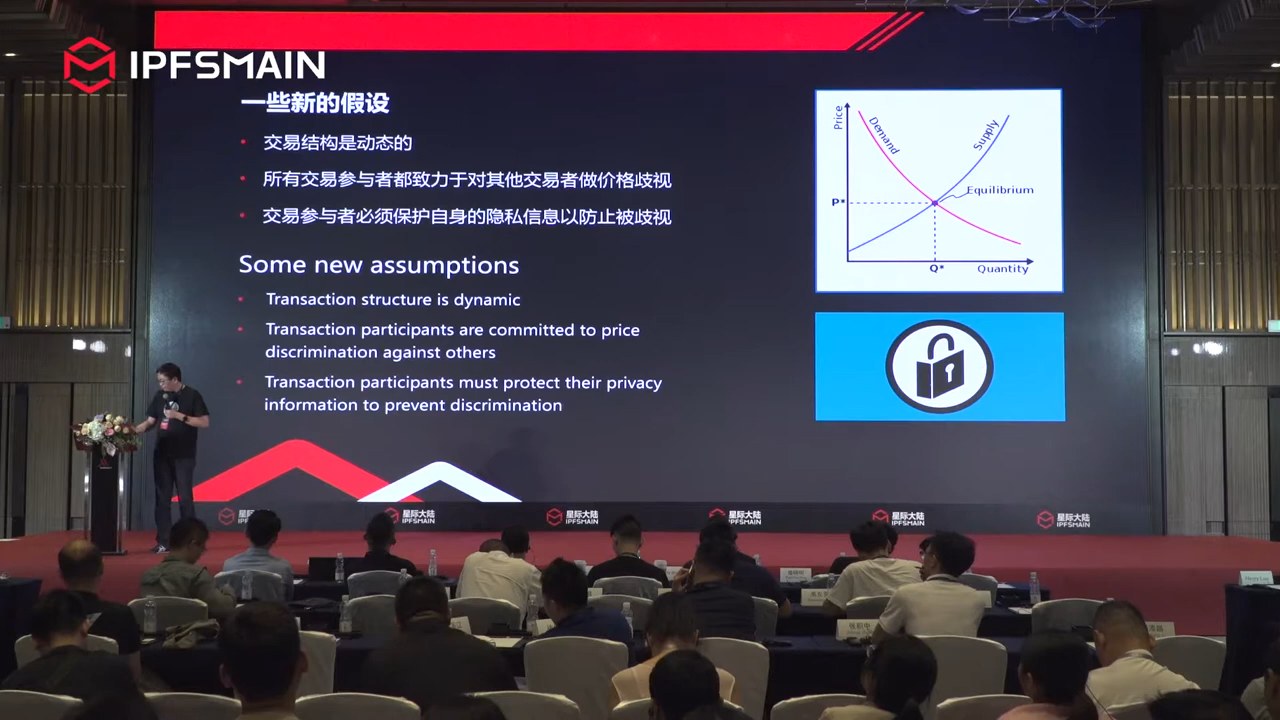 IPFSMAIN
一些新的假设
• 交易结构是动态的
• 所有交易参与者都致力于对其他交易者做价格歧视
• 交易参与者必须保护自身的隐私信息以防止被歧视
Some new assumptions
• Transaction structure is dynamic
• Transaction participants are committed to price
discrimination against others
• Transaction participants must protect their privacy
information to prevent discrimination
Price
Demand
Supply
Equilibrium
P*
Q*
Quantity
星际大陆
IPFSMAIN
星际大陆
IPFSMAIN
星际大陆
IPFSMAIN
星际大陆
IPFSMAIN
星际大陆
IPFSMAIN